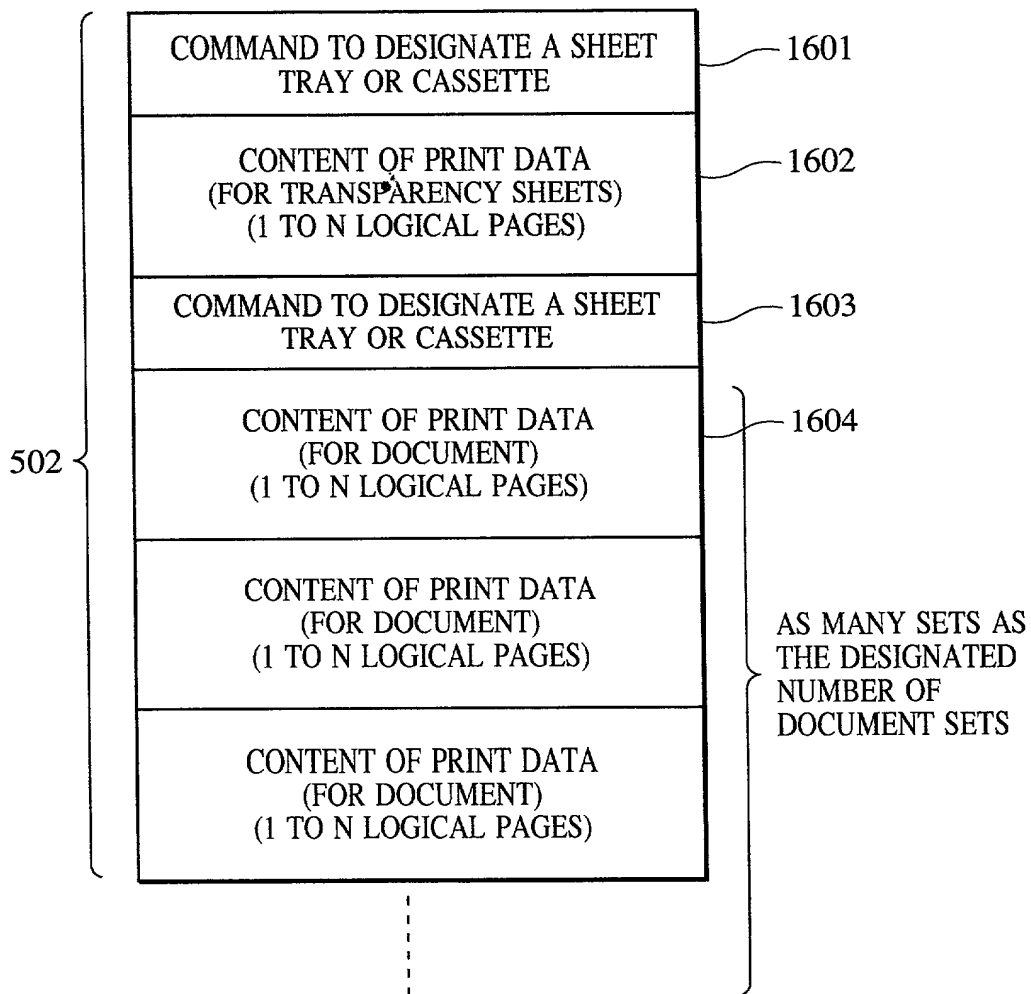 COMMAND TO DESIGNATE A SHEET
TRAY OR CASSETTE
1601
CONTENT OF PRINT DATA
(FOR TRANSPARENCY SHEETS)
(1 TO N LOGICAL PAGES)
1602
COMMAND TO DESIGNATE A SHEET
TRAY OR CASSETTE
1603
CONTENT OF PRINT DATA
(FOR DOCUMENT)
(1 TO N LOGICAL PAGES)
1604
502
CONTENT OF PRINT DATA
(FOR DOCUMENT)
(1 TO N LOGICAL PAGES)
AS MANY SETS AS
THE DESIGNATED
NUMBER OF
DOCUMENT SETS
CONTENT OF PRINT DATA
(FOR DOCUMENT)
(1 TO N LOGICAL PAGES)